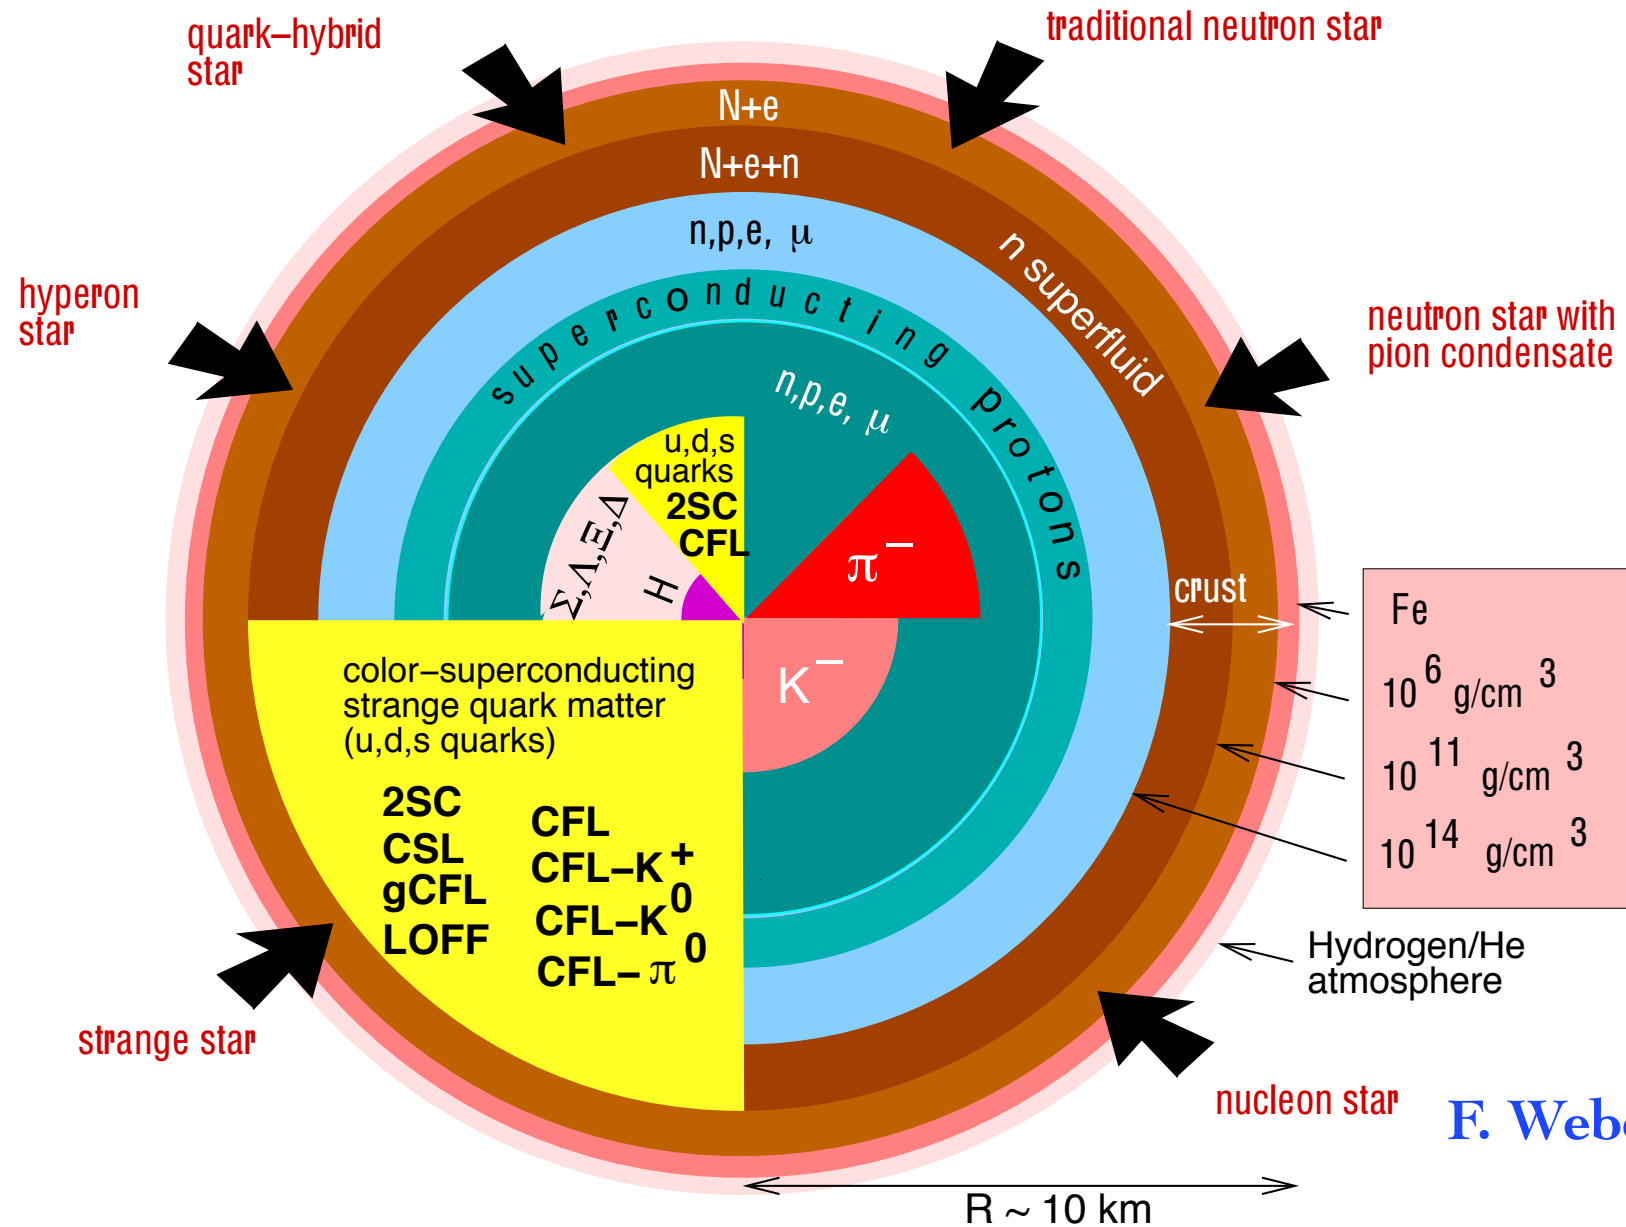 quark–hybrid
star
traditional neutron star
N+e
N+e+n
n,p,e, μ
n superfluid
hyperon
star
neutron star with
pion condensate
superconducting protons
n,p,e, μ
u,d,s
quarks
2SC
CFL
Σ,Λ,Ξ,Δ
H
π⁻
K⁻
crust
Fe
10⁶ g/cm³
10¹¹ g/cm³
10¹⁴ g/cm³
Hydrogen/He
atmosphere
color–superconducting
strange quark matter
(u,d,s quarks)
2SC
CSL
gCFL
LOFF
CFL
CFL–K⁺
CFL–K⁰
CFL–π⁰
strange star
nucleon star
F.
R ~ 10 km